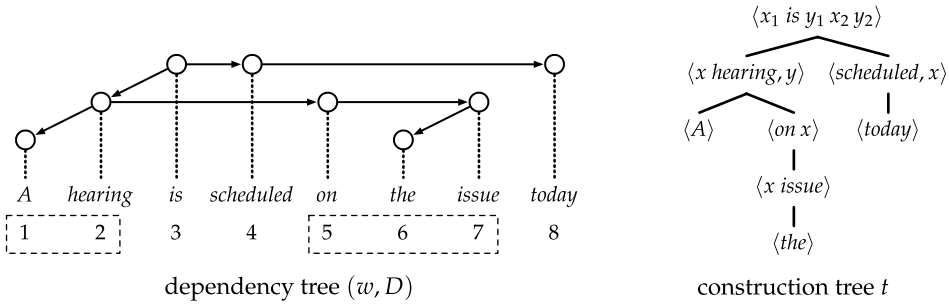 ⟨x₁ is y₁ x₂ y₂⟩
⟨x hearing, y⟩ ⟨scheduled, x⟩
⟨A⟩ ⟨on x⟩ ⟨today⟩
⟨x issue⟩
⟨the⟩
A hearing is scheduled on the issue today
1 2 3 4 5 6 7 8
dependency tree (w, D)
construction tree t